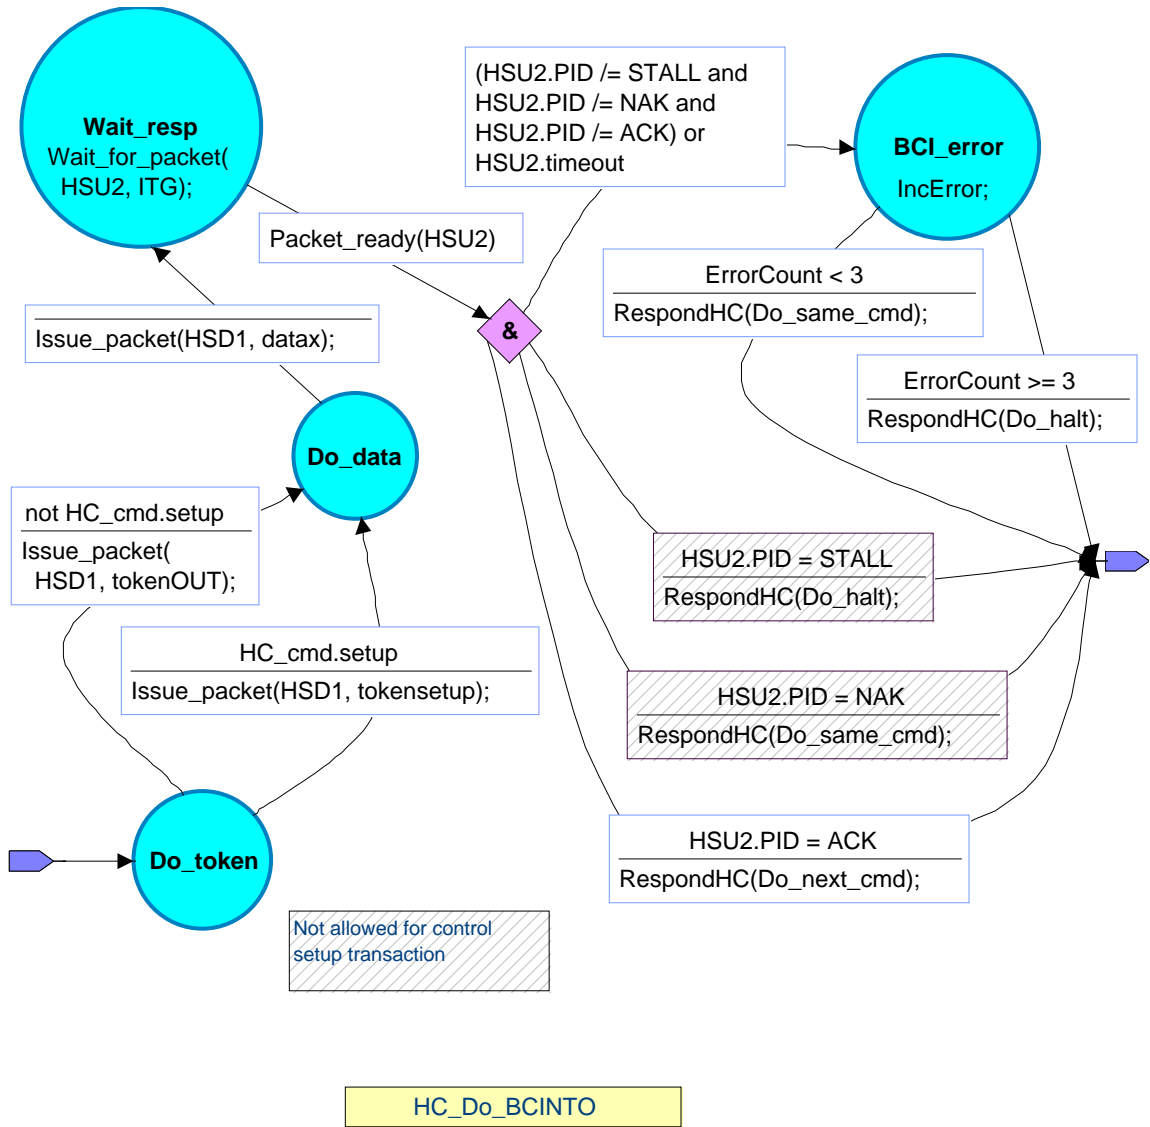 Wait_resp
Wait_for_packet(
HSU2, ITG);
(HSU2.PID /= STALL and
HSU2.PID /= NAK and
HSU2.PID /= ACK) or
HSU2.timeout
BCI_error
IncError;
Packet_ready(HSU2)
ErrorCount < 3
RespondHC(Do_same_cmd);
Issue_packet(HSD1, datax);
&
ErrorCount >= 3
RespondHC(Do_halt);
Do_data
not HC_cmd.setup
Issue_packet(
HSD1, tokenOUT);
HSU2.PID = STALL
RespondHC(Do_halt);
HC_cmd.setup
Issue_packet(HSD1, tokensetup);
HSU2.PID = NAK
RespondHC(Do_same_cmd);
Do_token
HSU2.PID = ACK
RespondHC(Do_next_cmd);
Not allowed for control
setup transaction
HC_Do_BCINTO